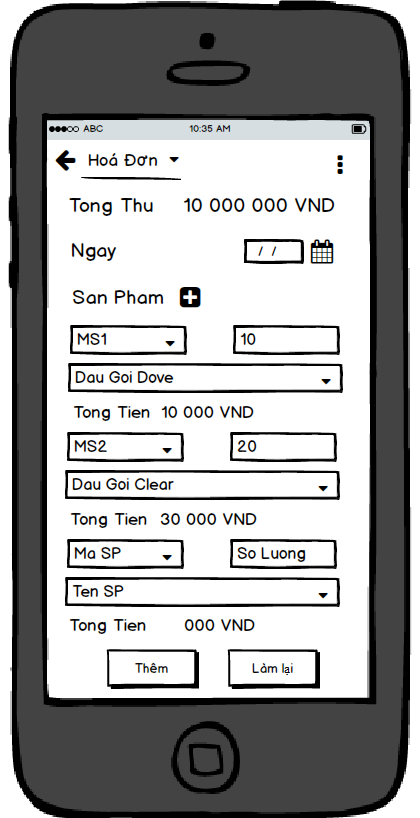 ABC 10:35 AM
Hoá Đơn
Tong Thu 10 000 000 VND
Ngay / /
San Pham
MS1 10
Dau Goi Dove
Tong Tien 10 000 VND
MS2 20
Dau Goi Clear
Tong Tien 30 000 VND
Ma SP So Luong
Ten SP
Tong Tien 000 VND
Thêm Làm lại